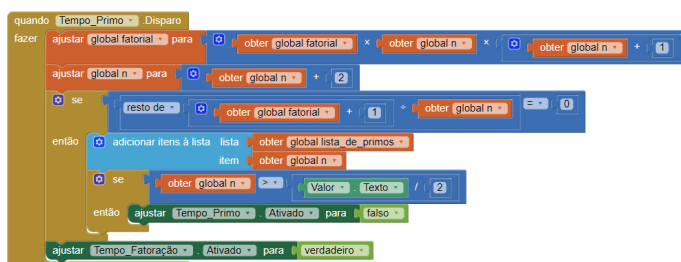 quando Tempo_Primo .Disparo
fazer ajustar global fatorial para obter global fatorial × obter global n × obter global n + 1
ajustar global n para obter global n + 2
se resto de obter global fatorial + 1 ÷ obter global n = 0
então adicionar itens à lista lista obter global lista_de_primos
item obter global n
se obter global n > Valor . Texto / 2
então ajustar Tempo_Primo . Ativado para falso
ajustar Tempo_Fatoração . Ativado para verdadeiro